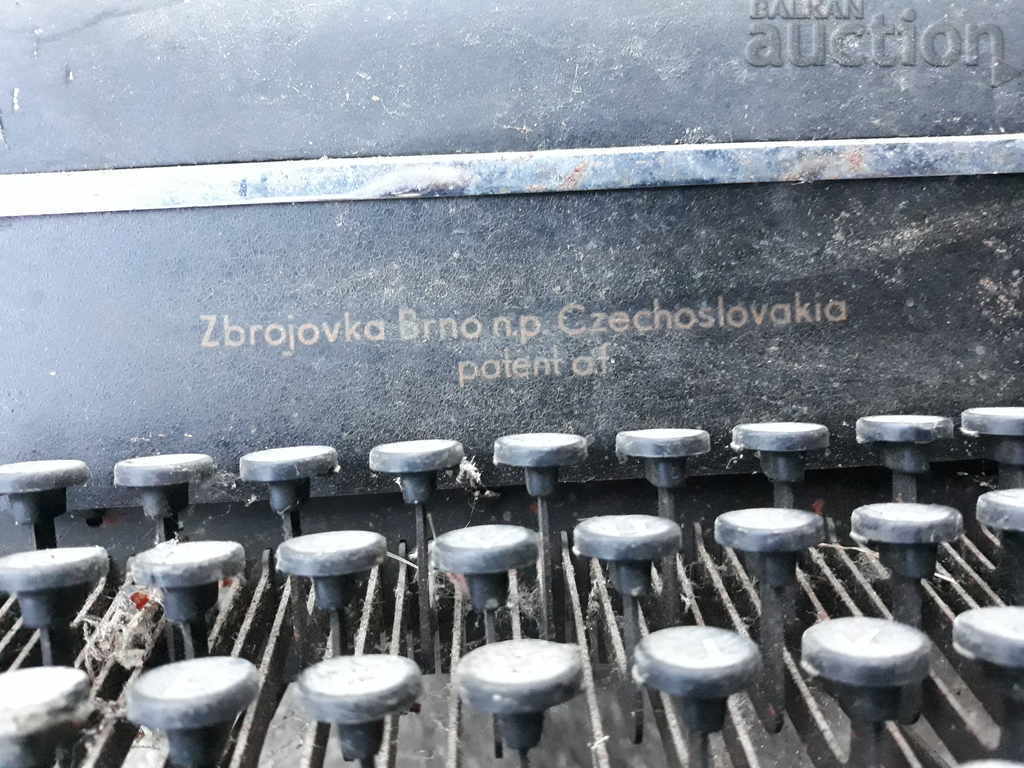 BALKAN
auction
Zbrojovka Brno n.p. Czechoslovakia
patent a.f.